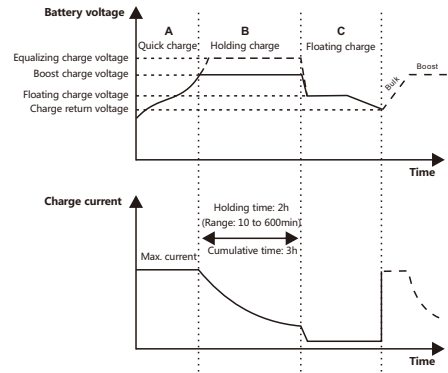 Battery voltage
A
B
C
Quick charge
Holding charge
Floating charge
Equalizing charge voltage
Boost charge voltage
Floating charge voltage
Charge return voltage
Bulk
Boost
Time
Charge current
Holding time: 2h
(Range: 10 to 600min)
Cumulative time: 3h
Max. current
Time